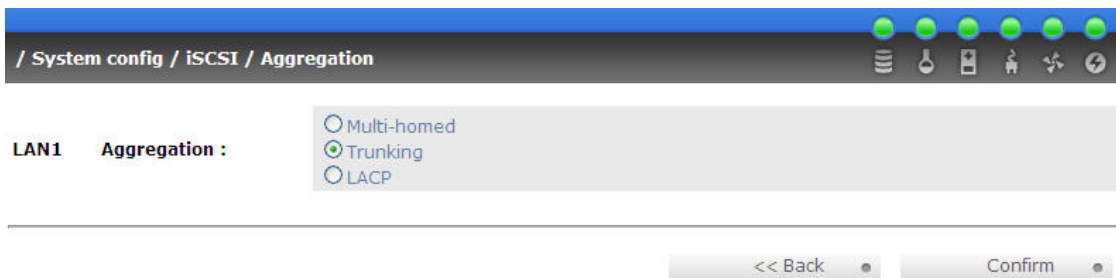 / System config / iSCSI / Aggregation
LAN1 Aggregation :
Multi-homed
Trunking
LACP
<< Back
Confirm